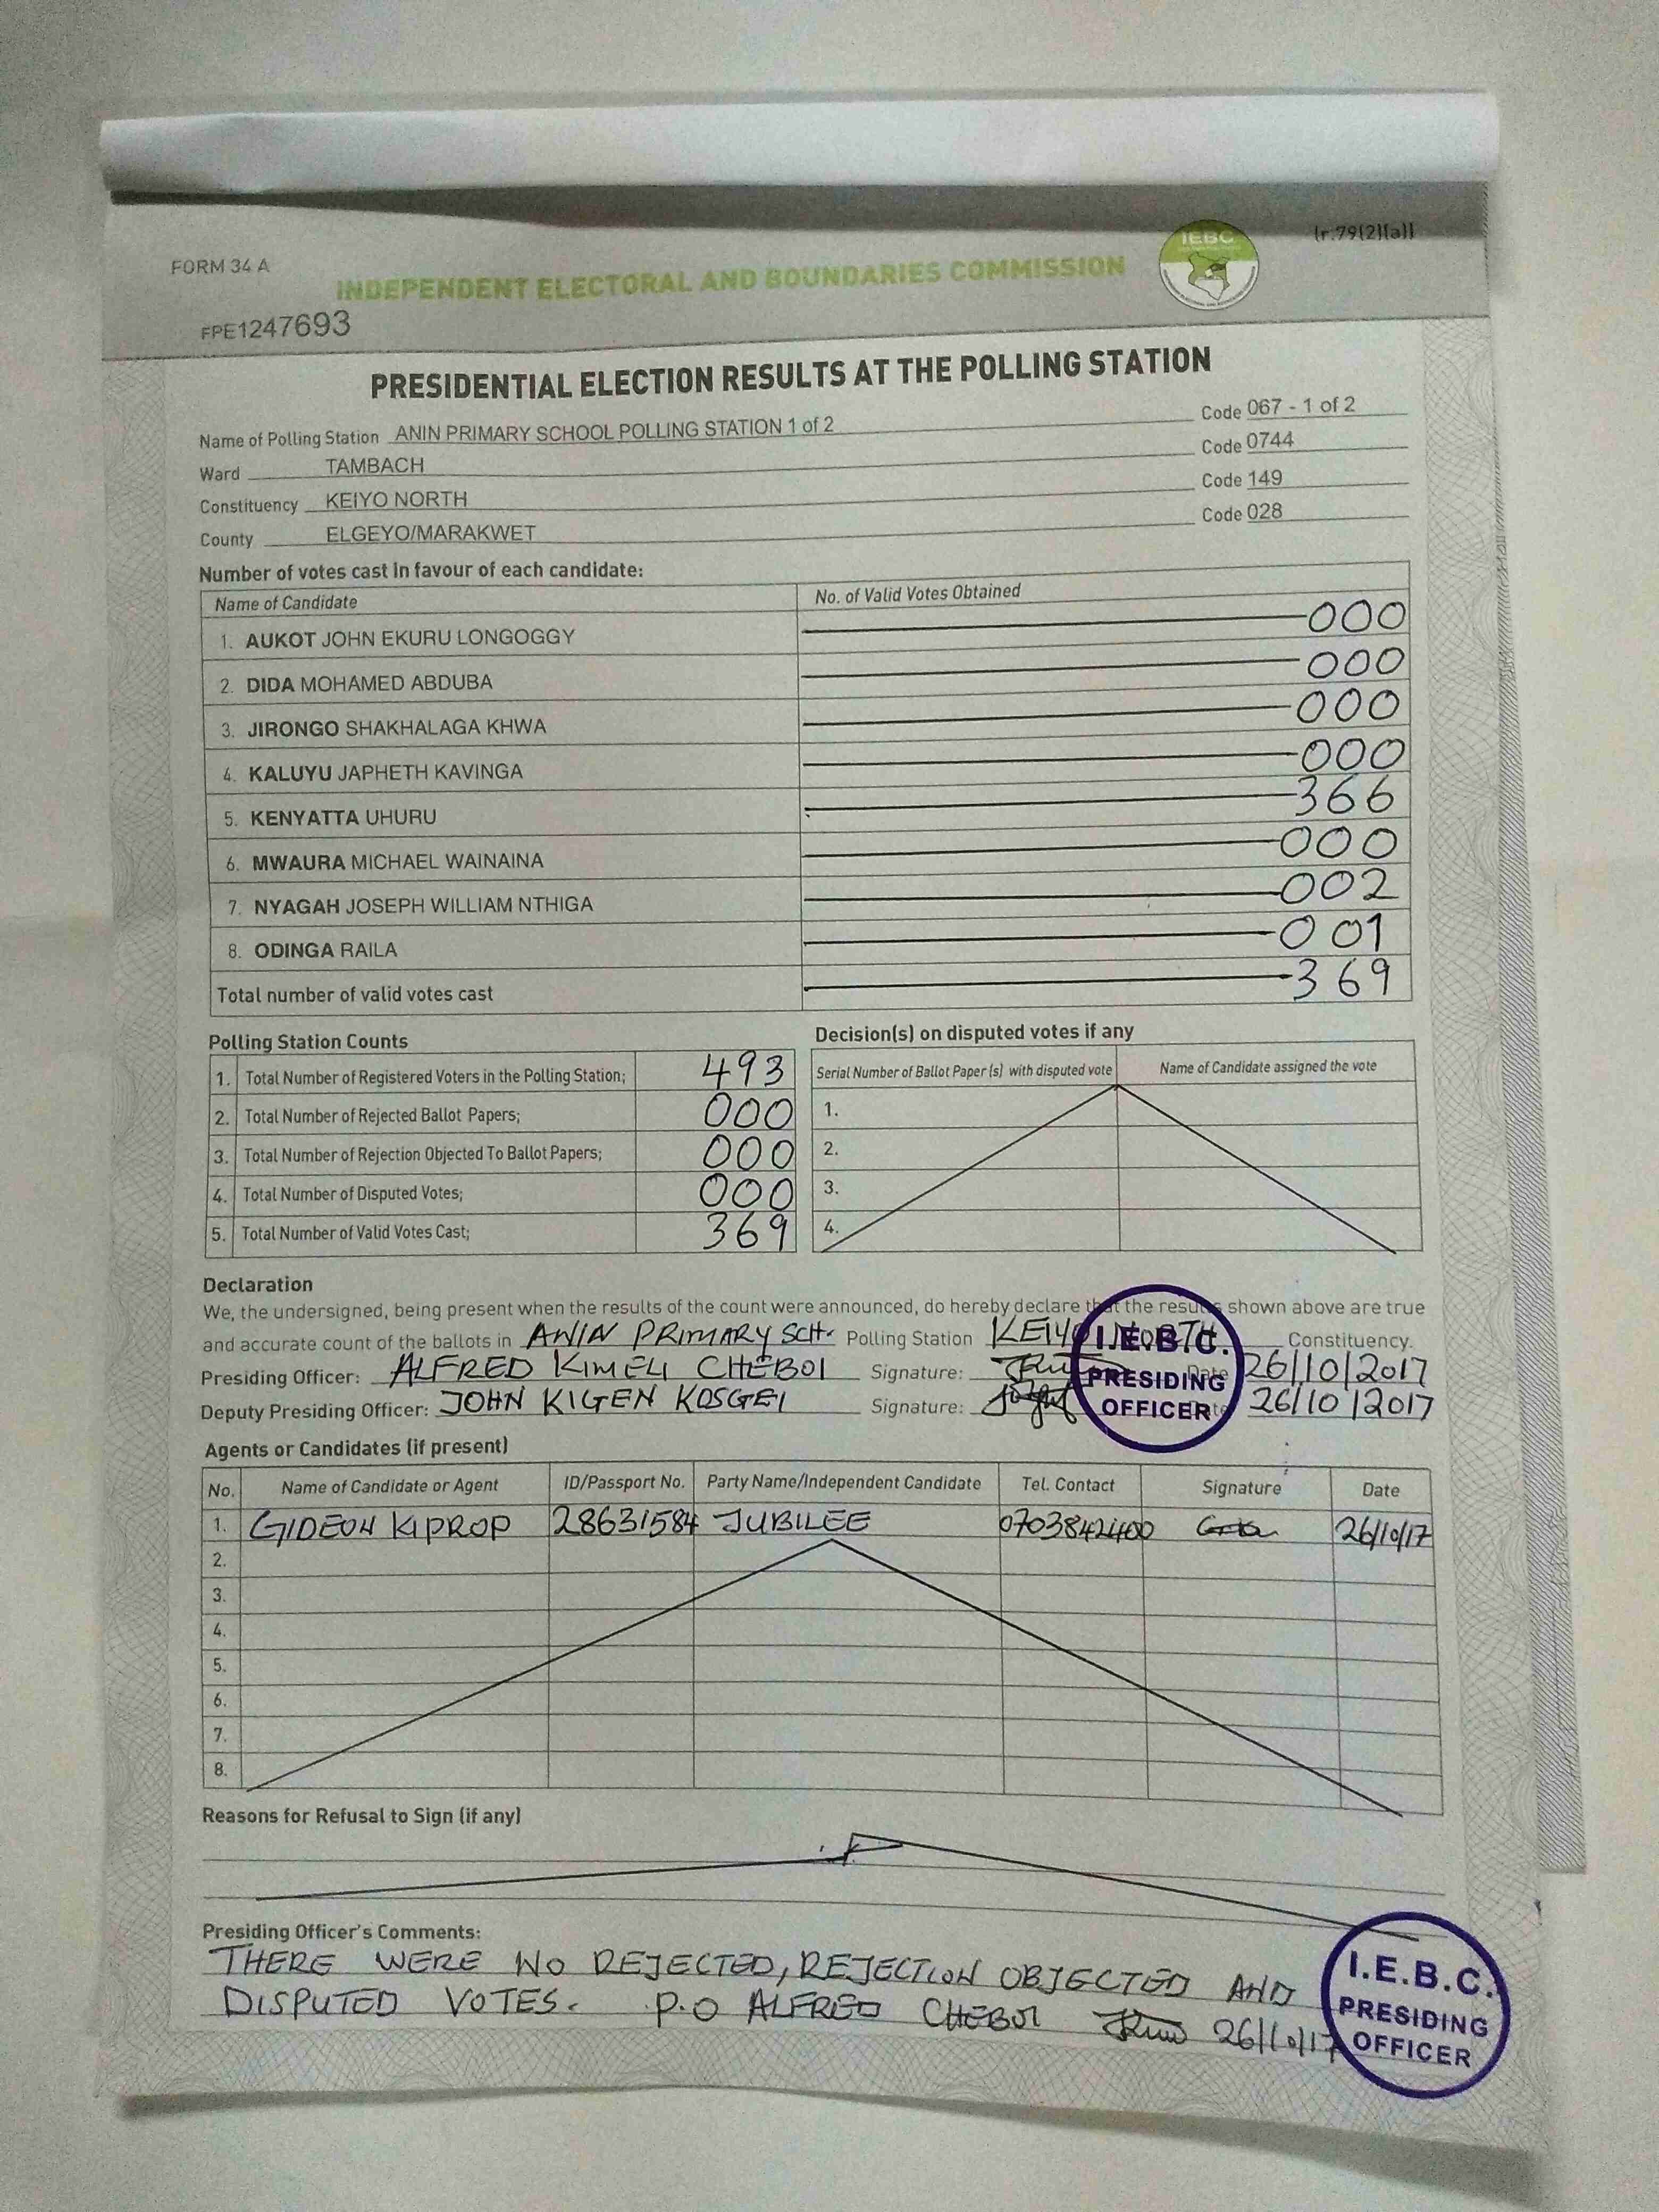 (r.79(2)(a))
IEBC
FORM 34 A
INDEPENDENT ELECTORAL AND BOUNDARIES COMMISSION
FPE1247693
PRESIDENTIAL ELECTION RESULTS AT THE POLLING STATION
Name of Polling Station ANIN PRIMARY SCHOOL POLLING STATION 1 of 2 Code 067 - 1 of 2
Ward TAMBACH Code 0744
Constituency KEIYO NORTH Code 149
County ELGEYO/MARAKWET Code 028
Number of votes cast in favour of each candidate:
Name of Candidate No. of Valid Votes Obtained
1. AUKOT JOHN EKURU LONGOGGY 000
2. DIDA MOHAMED ABDUBA 000
3. JIRONGO SHAKHALAGA KHWA 000
4. KALUYU JAPHETH KAVINGA 000
5. KENYATTA UHURU 366
6. MWAURA MICHAEL WAINAINA 000
7. NYAGAH JOSEPH WILLIAM NTHIGA 002
8. ODINGA RAILA 001
Total number of valid votes cast 369
Polling Station Counts
1. Total Number of Registered Voters in the Polling Station; 493
2. Total Number of Rejected Ballot Papers; 000
3. Total Number of Rejection Objected To Ballot Papers; 000
4. Total Number of Disputed Votes; 000
5. Total Number of Valid Votes Cast; 369
Decision(s) on disputed votes if any
Serial Number of Ballot Paper (s) with disputed vote Name of Candidate assigned the vote
1.
2.
3.
4.
Declaration
We, the undersigned, being present when the results of the count were announced, do hereby declare that the results shown above are true
and accurate count of the ballots in ANIN PRIMARY SCH. Polling Station KEIYO NORTH Constituency.
Presiding Officer: ALFRED KIMELI CHEBOI Signature: Date 26/10/2017
Deputy Presiding Officer: JOHN KIGEN KOSGEI Signature: Date 26/10/2017
I.E.B.C.
PRESIDING
OFFICER
Agents or Candidates (if present)
No. Name of Candidate or Agent ID/Passport No. Party Name/Independent Candidate Tel. Contact Signature Date
1. GIDEON KIPROP 28631584 JUBILEE 0703842400 26/10/17
2.
3.
4.
5.
6.
7.
8.
Reasons for Refusal to Sign (if any)
Presiding Officer's Comments:
THERE WERE NO REJECTED, REJECTION OBJECTED AND
DISPUTED VOTES. P.O ALFRED CHEBOI 26/10/17
I.E.B.C.
PRESIDING
OFFICER